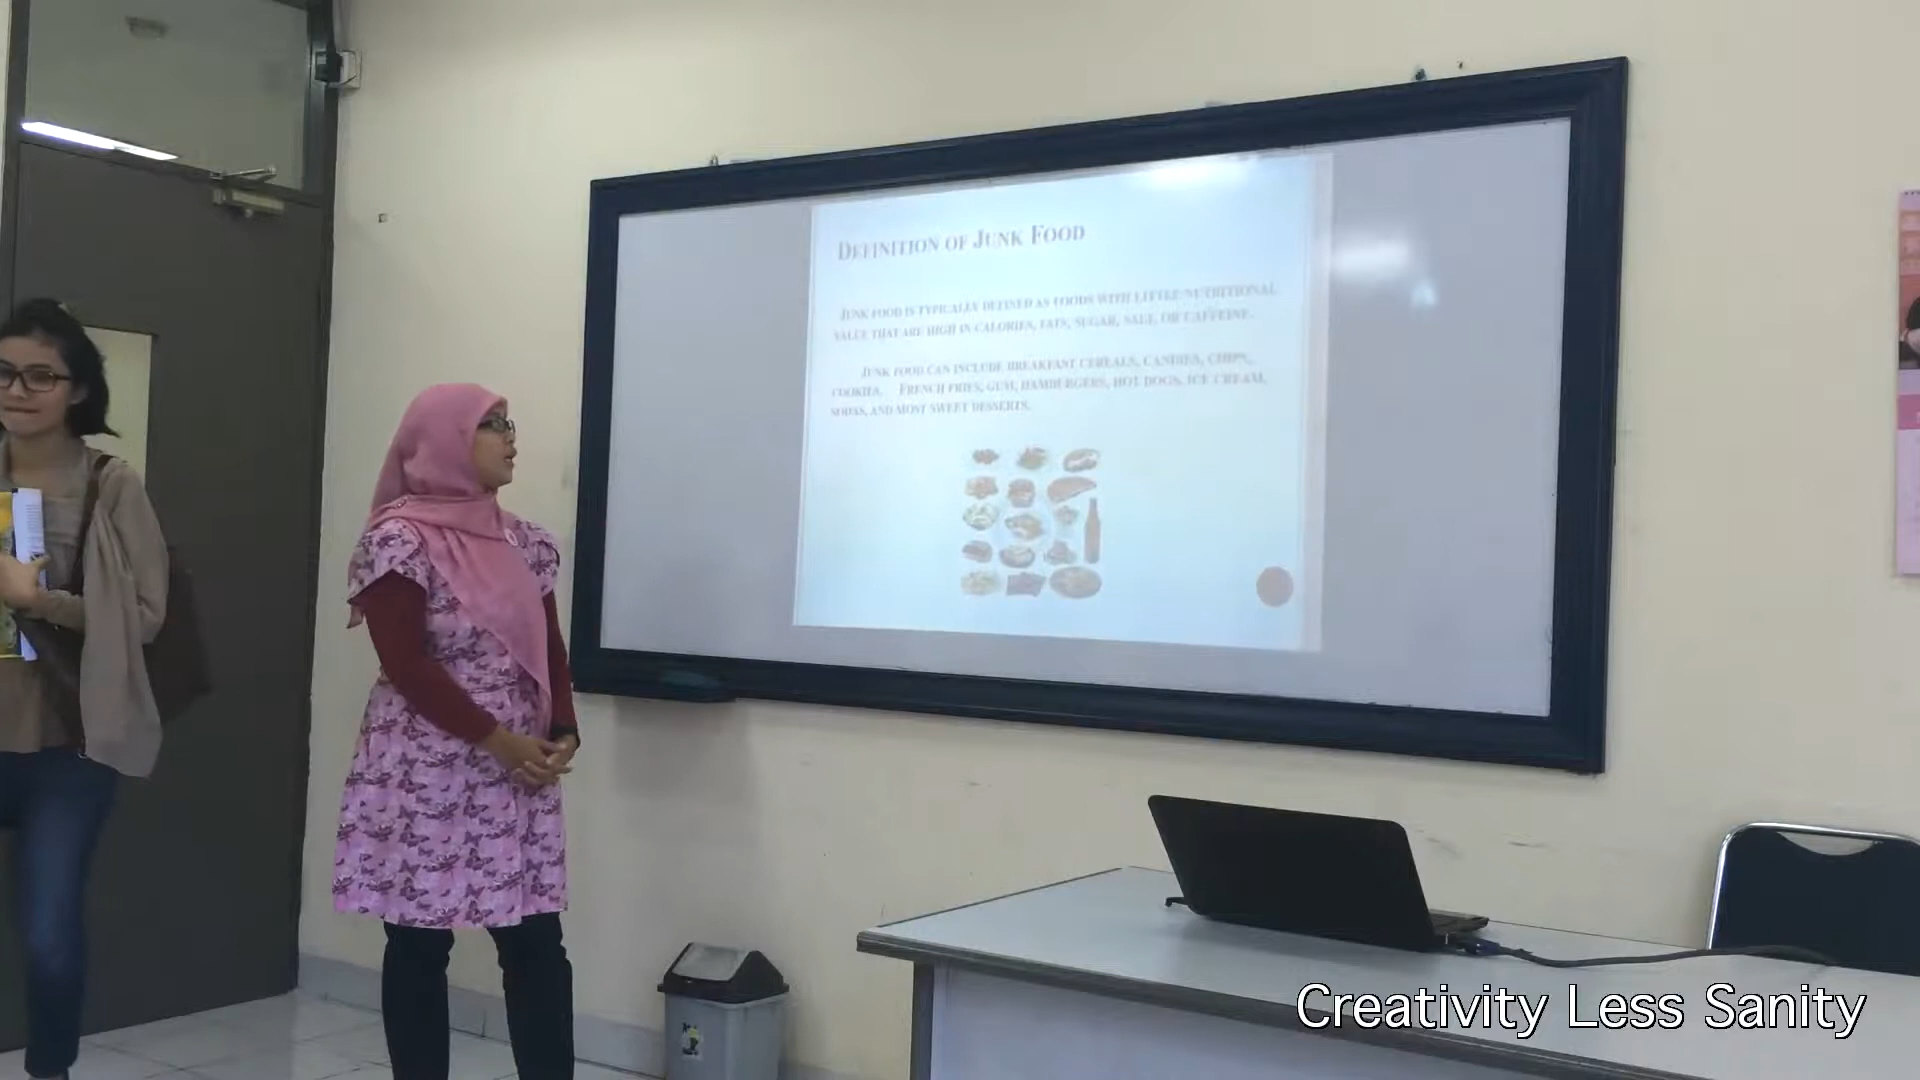 DEFINITION OF JUNK FOOD
JUNK FOOD IS TYPICALLY DEFINED AS FOODS WITH LITTLE NUTRITIONAL
VALUE THAT ARE HIGH IN CALORIES, FATS, SUGAR, SALT, OR CAFFEINE.
JUNK FOOD CAN INCLUDE BREAKFAST CEREALS, CANDIES, CHIPS,
COOKIES, FRENCH FRIES, GUM, HAMBURGERS, HOT DOGS, ICE CREAM,
SODAS, AND MOST SWEET DESSERTS.
Creativity Less Sanity